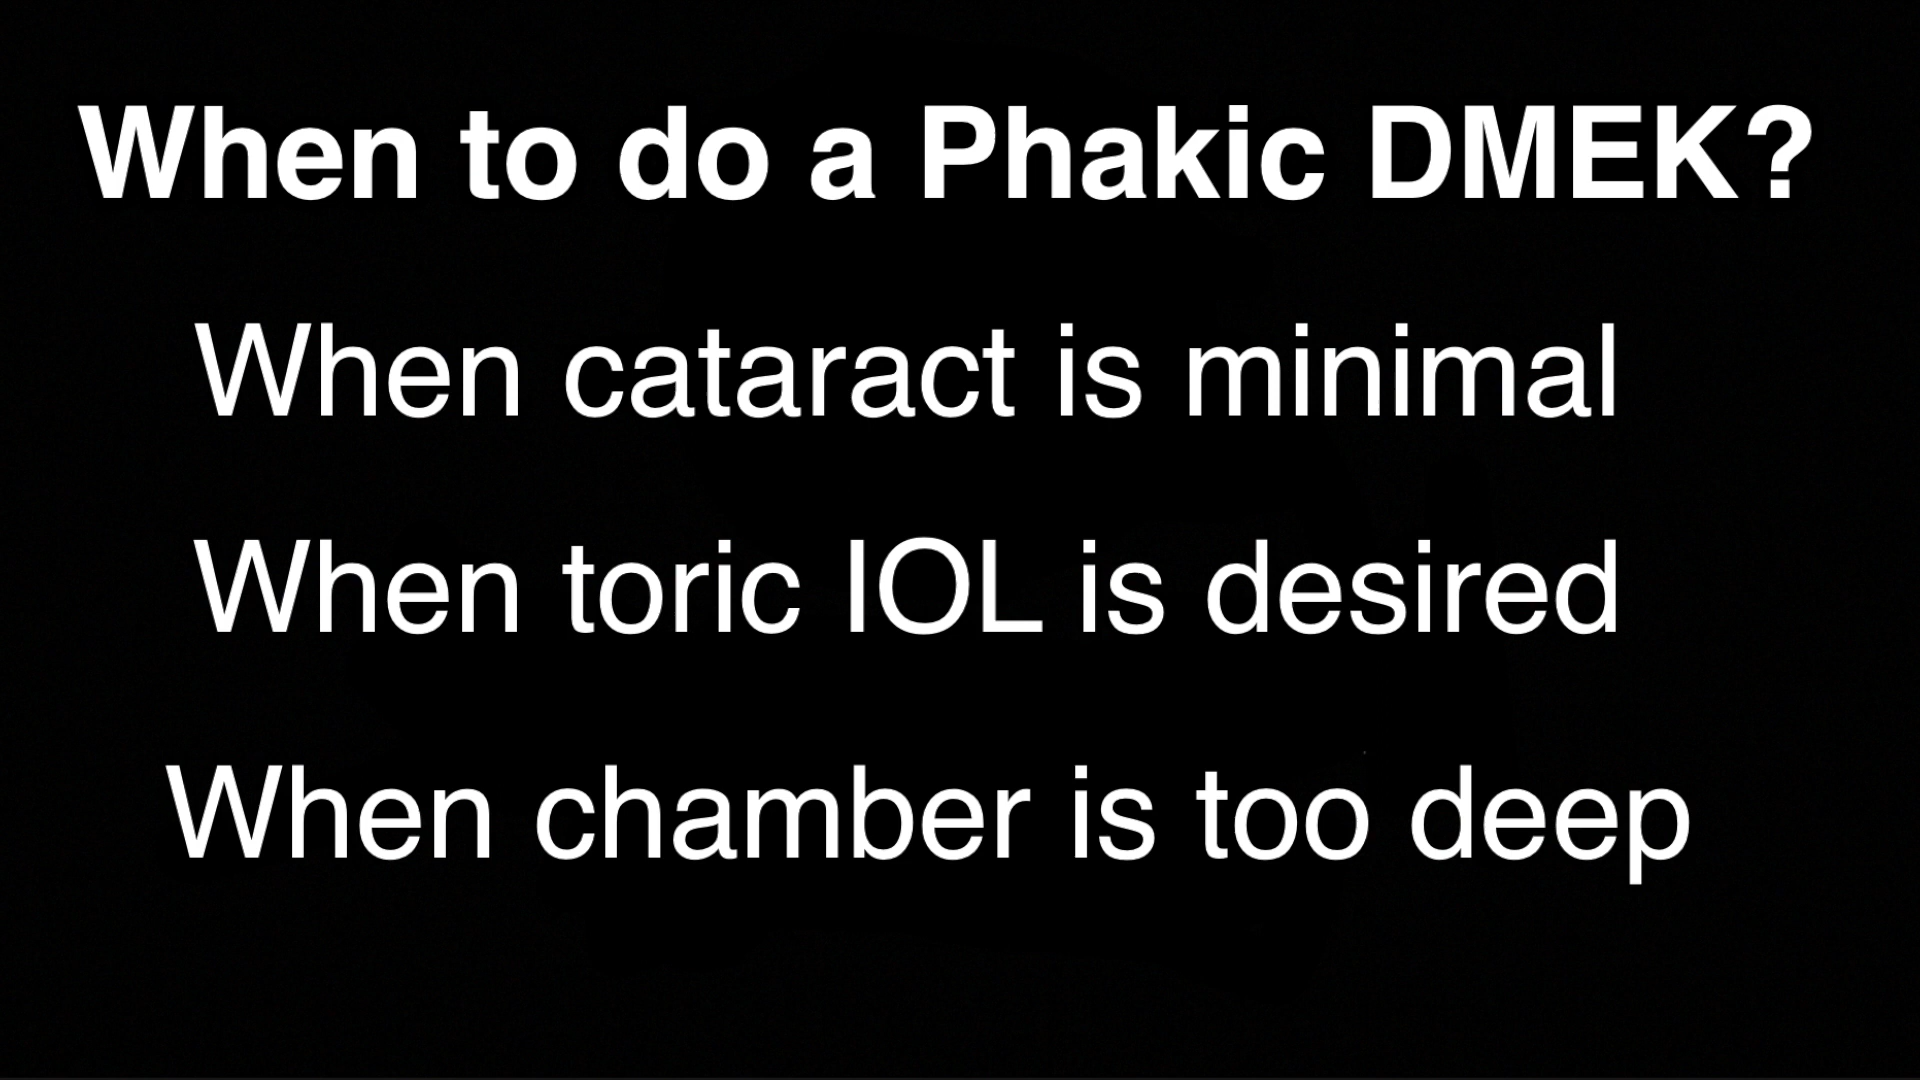 When to do a Phakic DMEK?
When cataract is minimal
When toric IOL is desired
When chamber is too deep